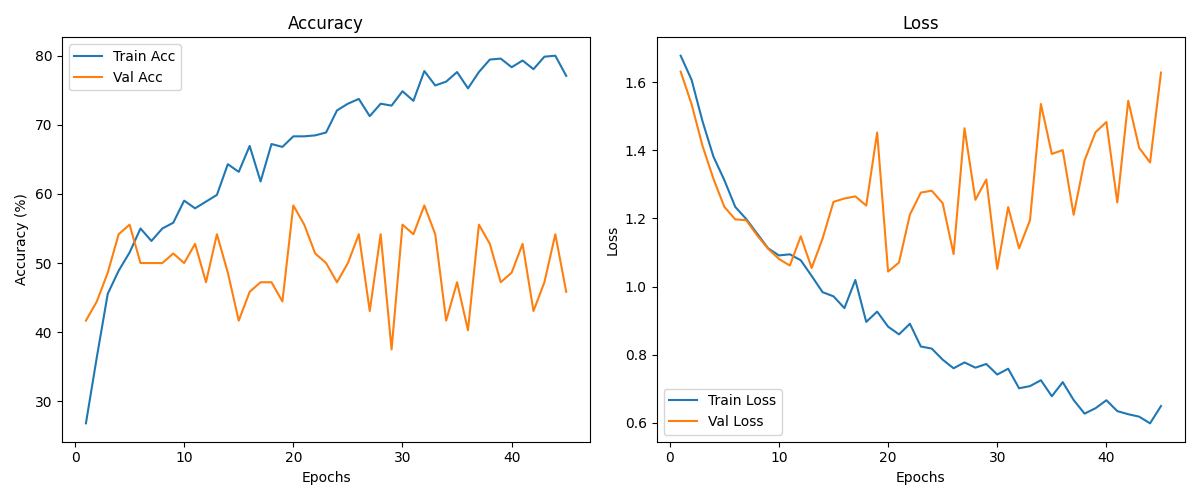 Accuracy
Train Acc
Val Acc
Accuracy (%)
80
70
60
50
40
30
0 10 20 30 40
Epochs
Loss
Loss
1.6
1.4
1.2
1.0
0.8
0.6
Train Loss
Val Loss
0 10 20 30 40
Epochs